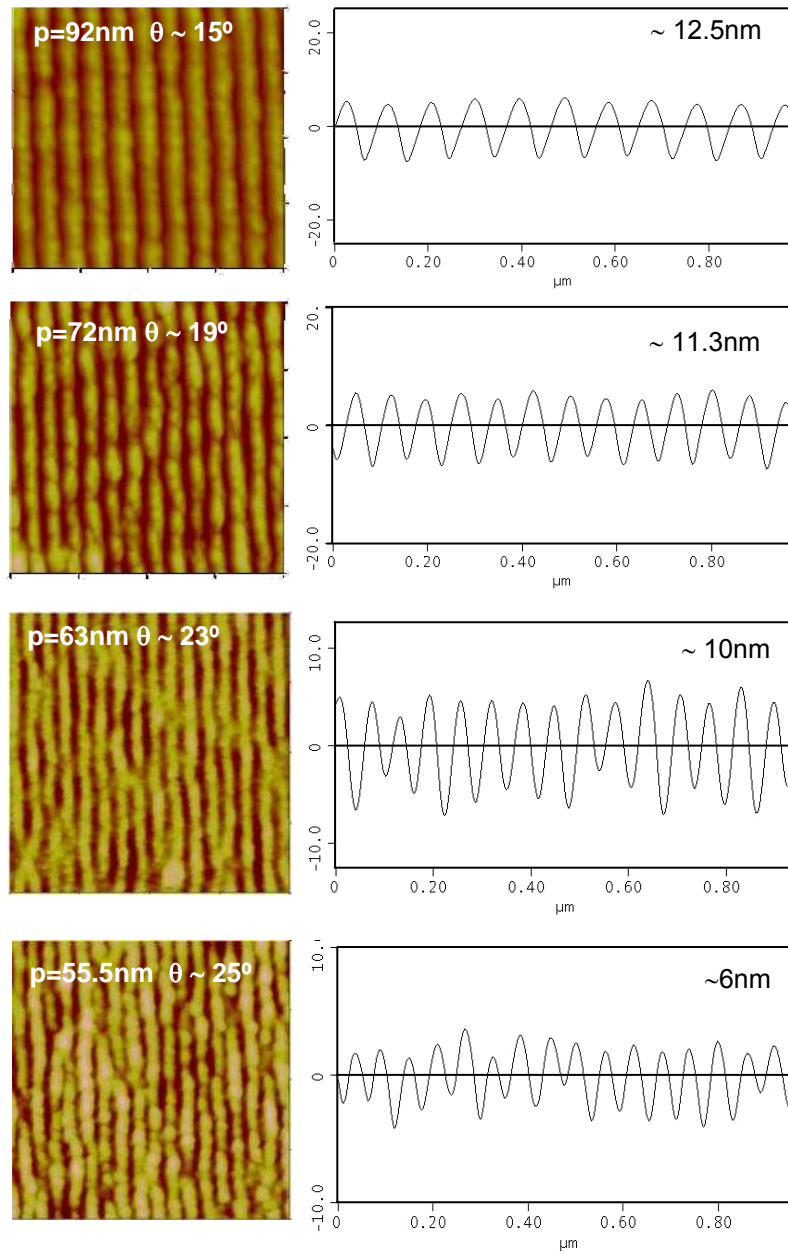 p=92nm θ ~ 15º
~ 12.5nm
20.0
0
-20.0
0 0.20 0.40 0.60 0.80
µm
p=72nm θ ~ 19º
~ 11.3nm
20.
0
-20.0
0 0.20 0.40 0.60 0.80
µm
p=63nm θ ~ 23º
~ 10nm
10.0
0
-10.0
0 0.20 0.40 0.60 0.80
µm
p=55.5nm θ ~ 25º
~6nm
10.
0
-10.0
0 0.20 0.40 0.60 0.80
µm